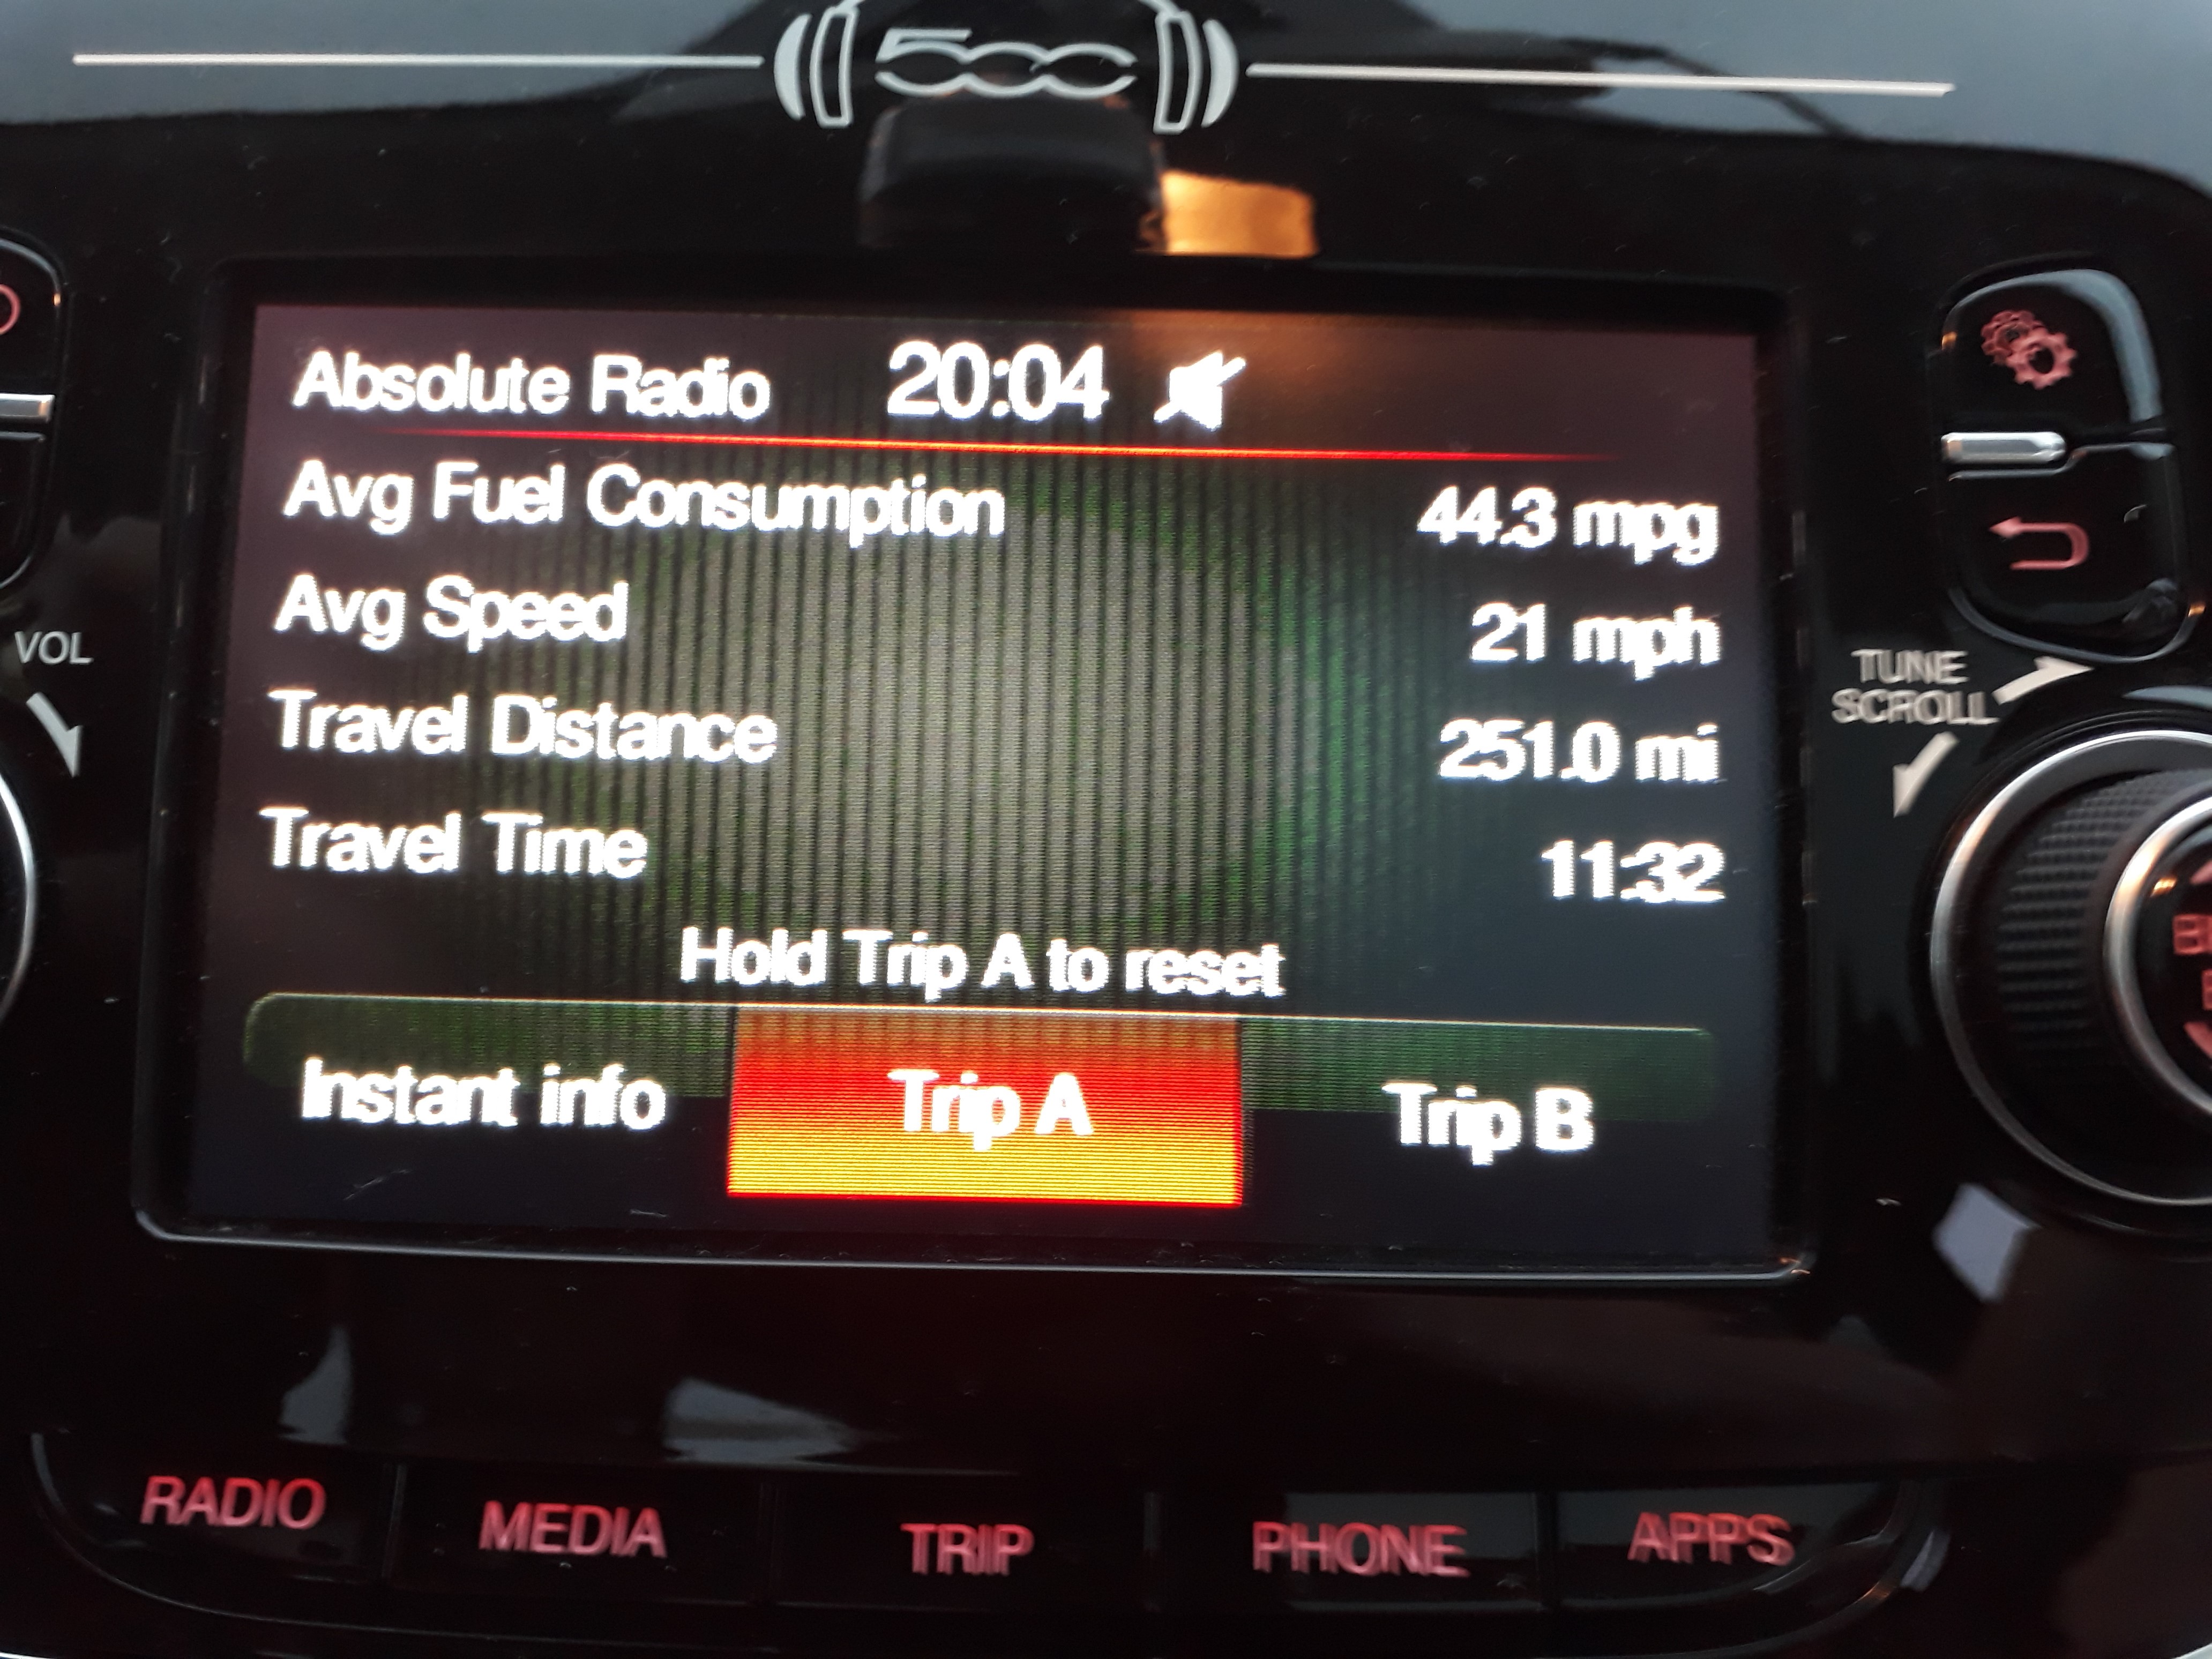 500
Absolute Radio 20:04
Avg Fuel Consumption 44.3 mpg
Avg Speed 21 mph
Travel Distance 251.0 mi
Travel Time 11:32
Hold Trip A to reset
Instant info Trip A Trip B
VOL
TUNE
SCROLL
RADIO MEDIA TRIP PHONE APPS